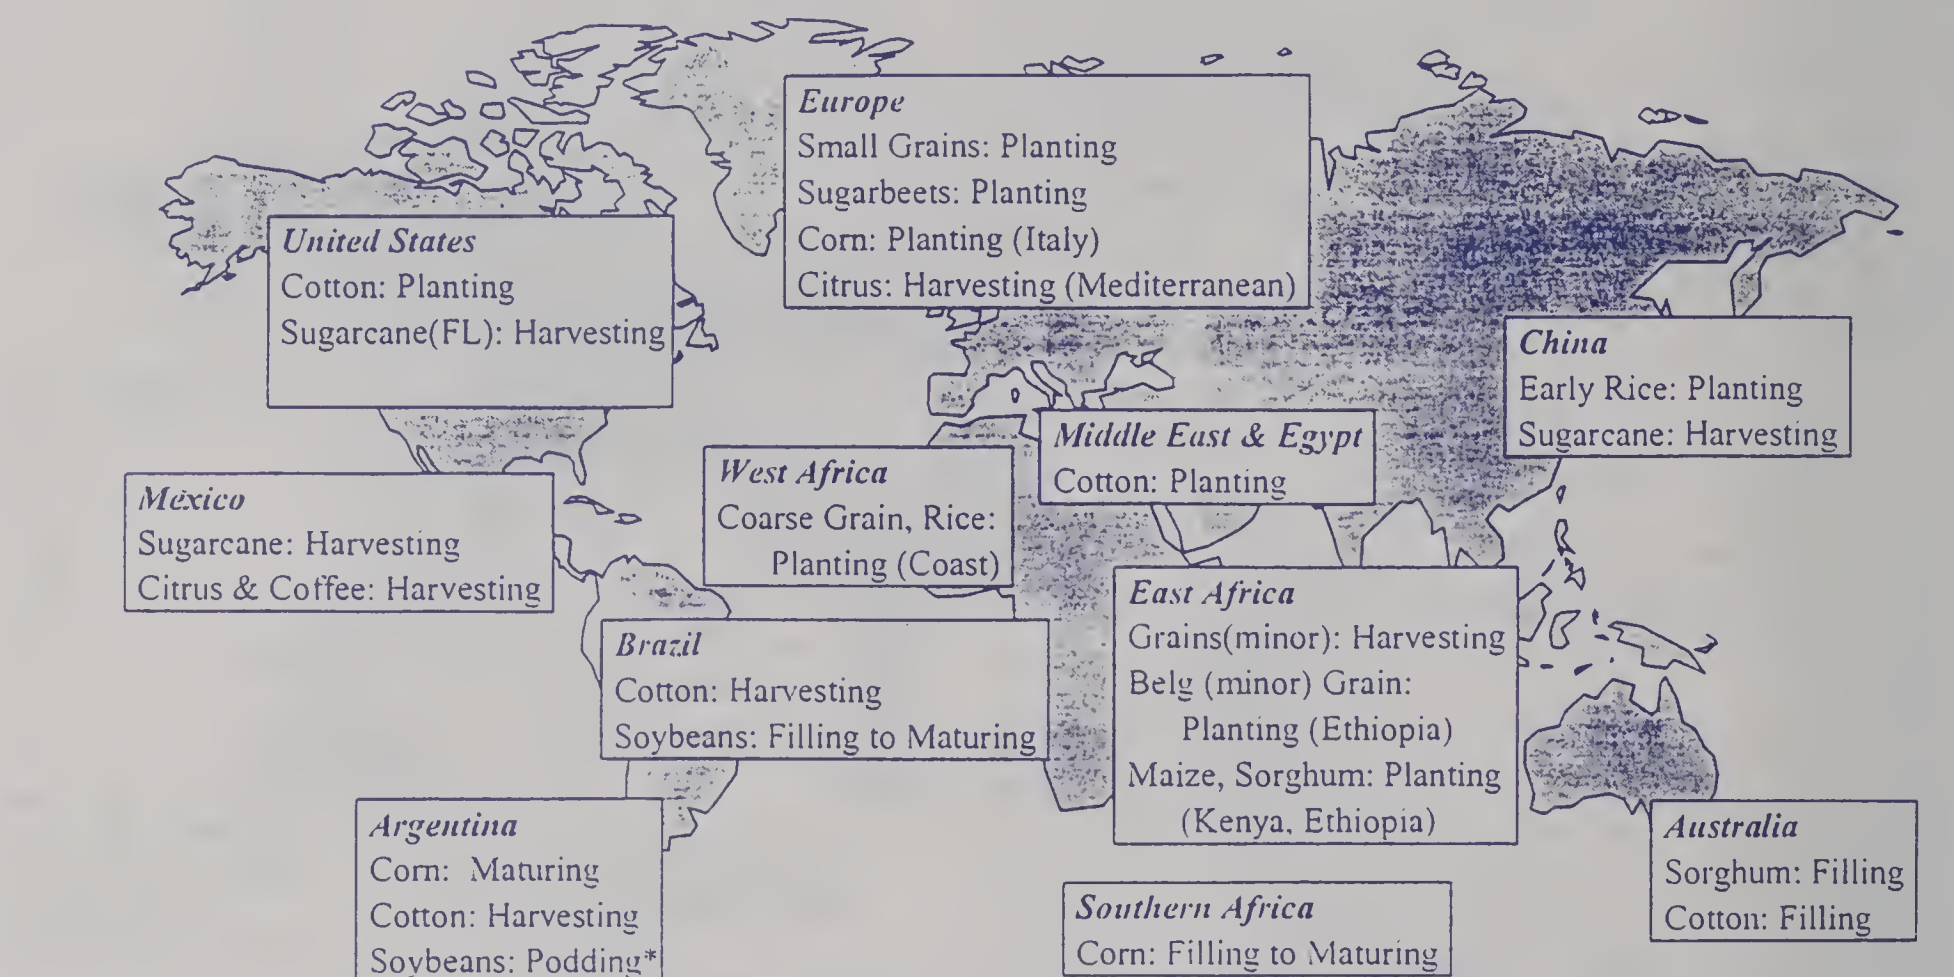 Europe
Small Grains: Planting
Sugarbeets: Planting
Corn: Planting (Italy)
Citrus: Harvesting (Mediterranean)
United States
Cotton: Planting
Sugarcane(FL): Harvesting
China
Early Rice: Planting
Sugarcane: Harvesting
Middle East & Egypt
Cotton: Planting
West Africa
Coarse Grain, Rice:
Planting (Coast)
Mexico
Sugarcane: Harvesting
Citrus & Coffee: Harvesting
East Africa
Grains(minor): Harvesting
Belg (minor) Grain:
Planting (Ethiopia)
Maize, Sorghum: Planting
(Kenya, Ethiopia)
Brazil
Cotton: Harvesting
Soybeans: Filling to Maturing
Argentina
Corn: Maturing
Cotton: Harvesting
Soybeans: Podding*
Australia
Sorghum: Filling
Cotton: Filling
Southern Africa
Corn: Filling to Maturing